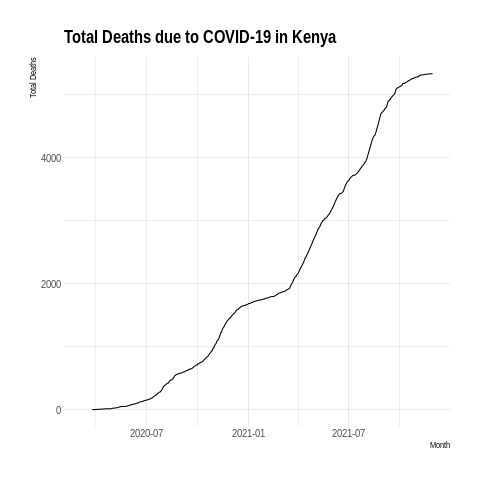 Total Deaths due to COVID-19 in Kenya
Total Deaths
4000
2000
0
2020-07 2021-01 2021-07
Month